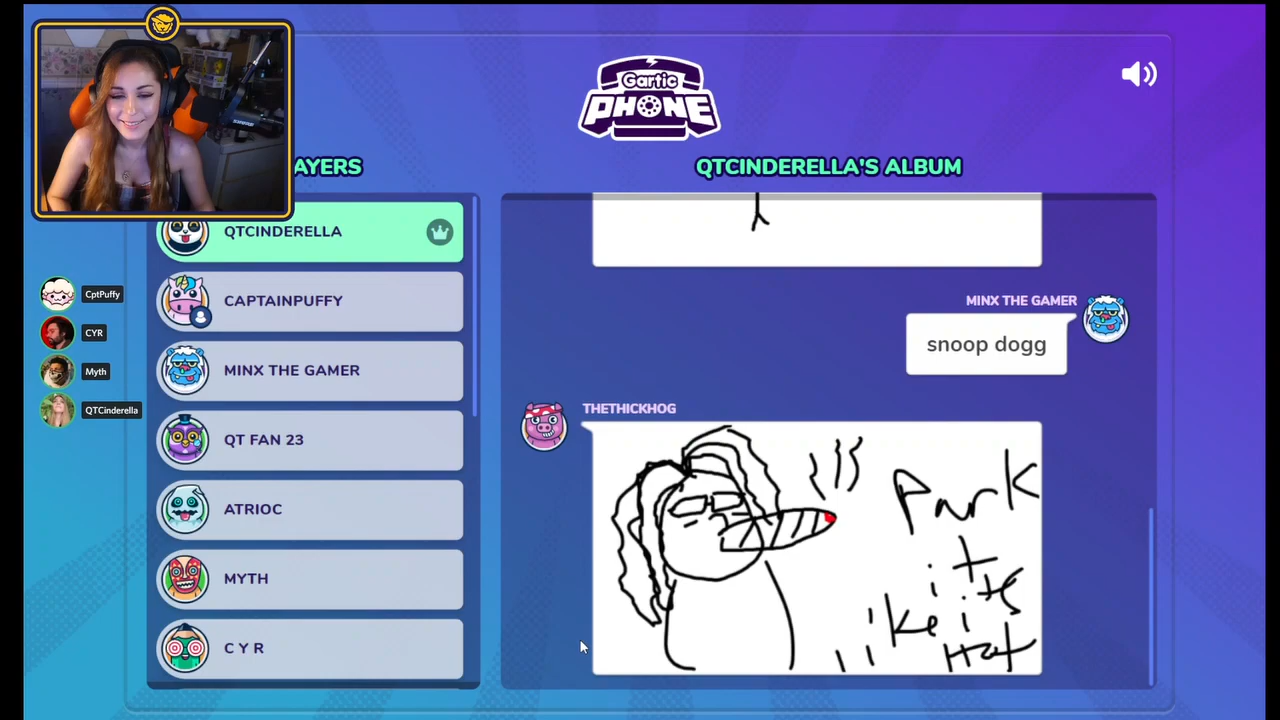 Gartic
PHONE
AYERS
QTCINDERELLA'S ALBUM
QTCINDERELLA
CAPTAINPUFFY
MINX THE GAMER
QT FAN 23
ATRIOC
MYTH
C Y R
CptPuffy
CYR
Myth
QTCinderella
MINX THE GAMER
snoop dogg
THETHICKHOG
Park
it
its
like it
Hot